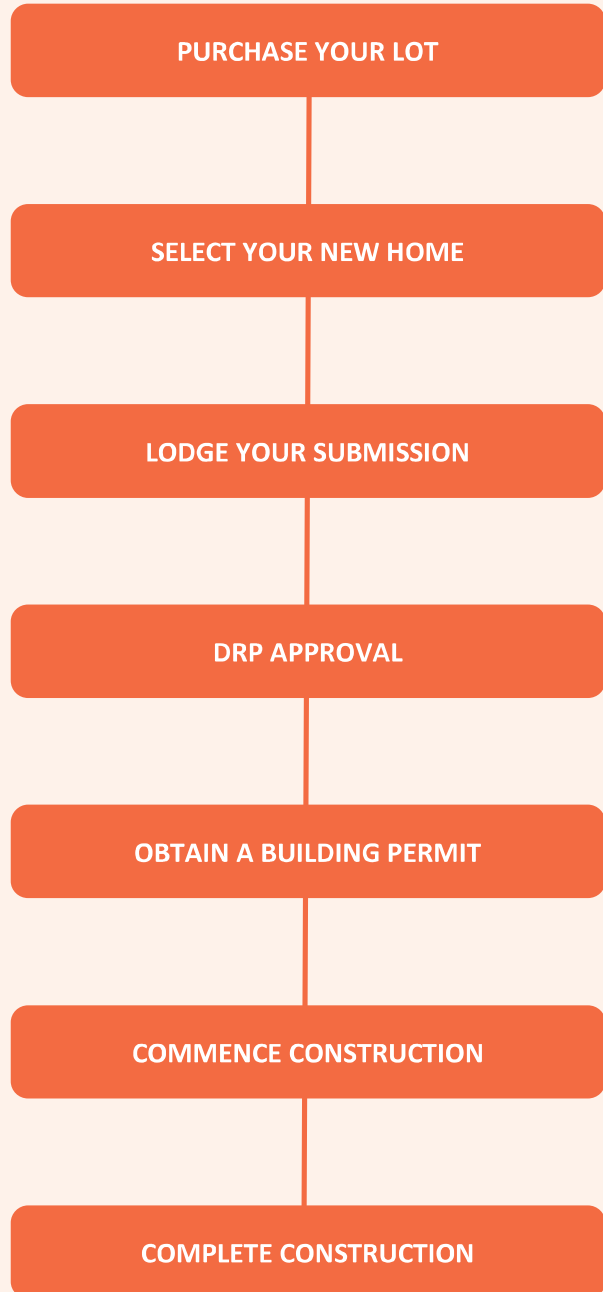 PURCHASE YOUR LOT
SELECT YOUR NEW HOME
LODGE YOUR SUBMISSION
DRP APPROVAL
OBTAIN A BUILDING PERMIT
COMMENCE CONSTRUCTION
COMPLETE CONSTRUCTION